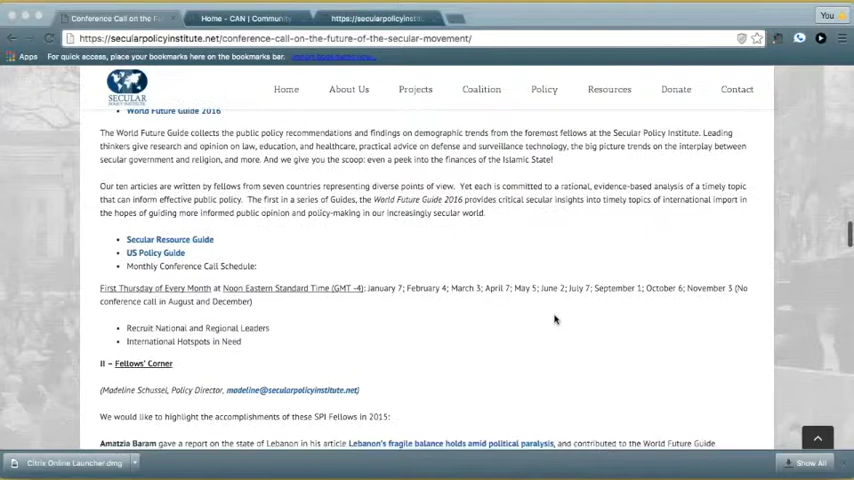 Conference Call on the Fu
Home - CAN | Community
https://secularpolicyinstitu
You
https://secularpolicyinstitute.net/conference-call-on-the-future-of-the-secular-movement/
Apps For quick access, place your bookmarks here on the bookmarks bar.
SECULAR
POLICY INSTITUTE
Home About Us Projects Coalition Policy Resources Donate Contact
• World Future Guide 2016
The World Future Guide collects the public policy recommendations and findings on demographic trends from the foremost fellows at the Secular Policy Institute. Leading
thinkers give research and opinion on law, education, and healthcare, practical advice on defense and surveillance technology, the big picture trends on the interplay between
secular government and religion, and more. And we give you the scoop: even a peek into the finances of the Islamic State!
Our ten articles are written by fellows from seven countries representing diverse points of view. Yet each is committed to a rational, evidence-based analysis of a timely topic
that can inform effective public policy. The first in a series of Guides, the World Future Guide 2016 provides critical secular insights into timely topics of international import in
the hopes of guiding more informed public opinion and policy-making in our increasingly secular world.
• Secular Resource Guide
• US Policy Guide
• Monthly Conference Call Schedule:
First Thursday of Every Month at Noon Eastern Standard Time (GMT -4): January 7; February 4; March 3; April 7; May 5; June 2; July 7; September 1; October 6; November 3 (No
conference call in August and December)
• Recruit National and Regional Leaders
• International Hotspots in Need
II – Fellows' Corner
(Madeline Schussel, Policy Director, madeline@secularpolicyinstitute.net)
We would like to highlight the accomplishments of these SPI Fellows in 2015:
Amatzia Baram gave a report on the state of Lebanon in his article Lebanon's fragile balance holds amid political paralysis, and contributed to the World Future Guide
Citrix Online Launcher.dmg
Show All